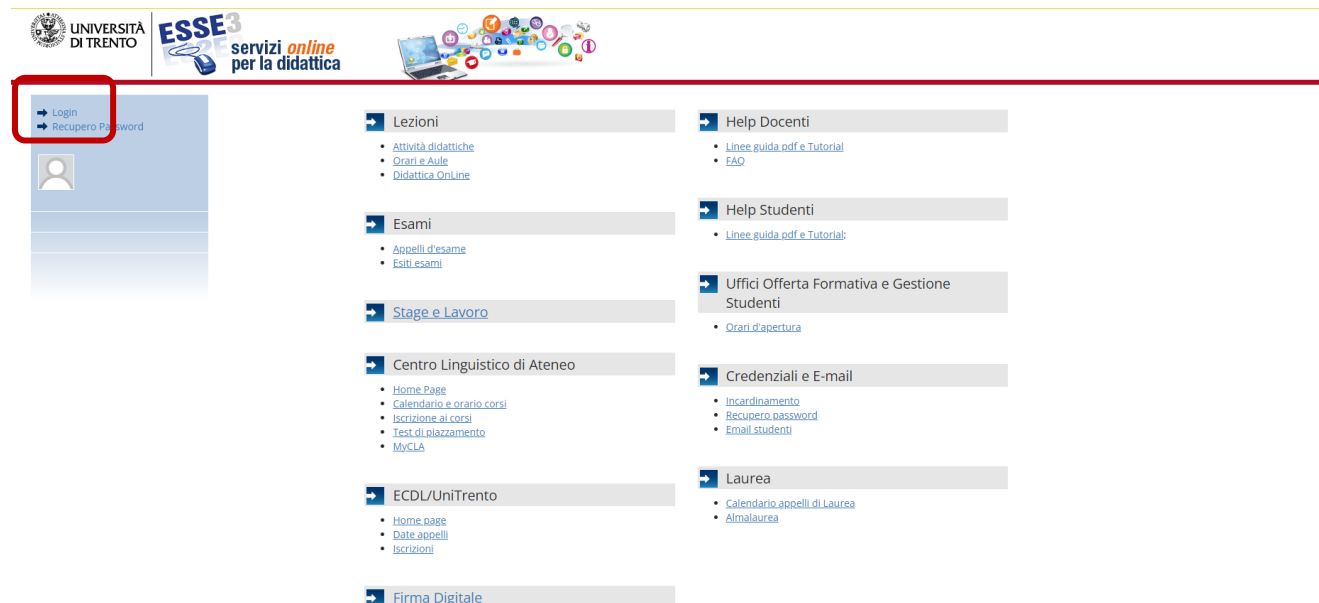 UNIVERSITÀ
DI TRENTO
ESSE3
servizi online
per la didattica
Login
Recupero Password
Lezioni
Attività didattiche
Orari e Aule
Didattica OnLine
Esami
Appelli d'esame
Esiti esami
Stage e Lavoro
Centro Linguistico di Ateneo
Home Page
Calendario e orario corsi
Iscrizione ai corsi
Test di piazzamento
MyCLA
ECDL/UniTrento
Home page
Date appelli
Iscrizioni
Firma Digitale
Help Docenti
Linee guida pdf e Tutorial
FAQ
Help Studenti
Linee guida pdf e Tutorial;
Uffici Offerta Formativa e Gestione
Studenti
Orari d'apertura
Credenziali e E-mail
Incardinamento
Recupero password
Email studenti
Laurea
Calendario appelli di Laurea
Almalaurea